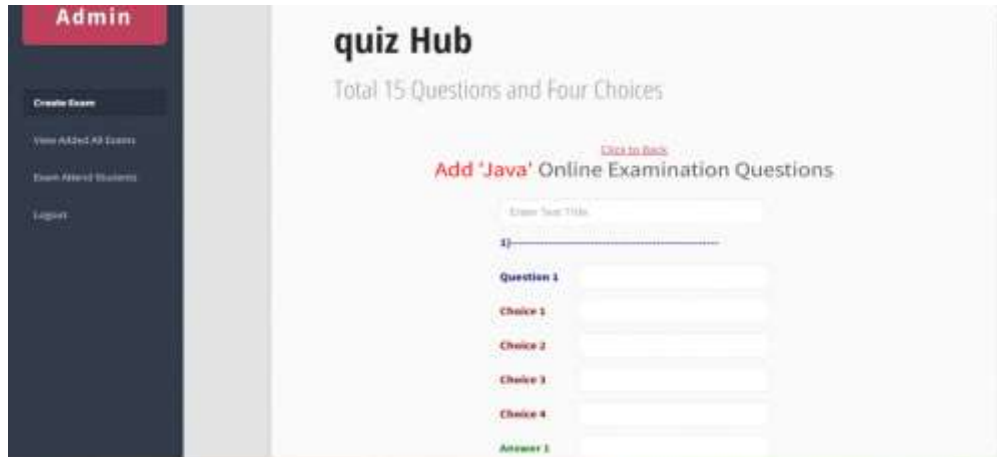 Admin
Create Exam
View Added All Exams
Exam Attend Students
Logout
quiz Hub
Total 15 Questions and Four Choices
Click to Back
Add 'Java' Online Examination Questions
Enter Test Title
1)--------------------------------------------------
Question 1
Choice 1
Choice 2
Choice 3
Choice 4
Answer 1